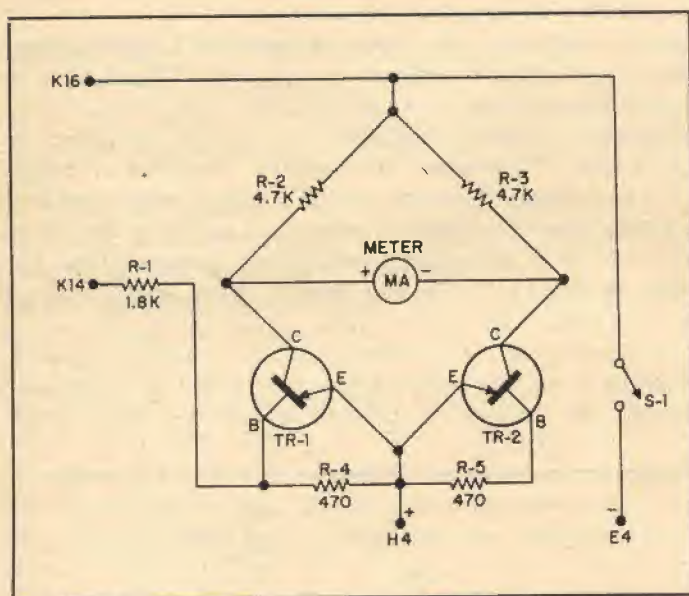 K16
R-2
4.7K
R-3
4.7K
METER
+ MA -
K14
R-1
1.8K
C
C
E
E
S-1
B
TR-1
TR-2
B
R-4
470
R-5
470
+
H4
-
E4